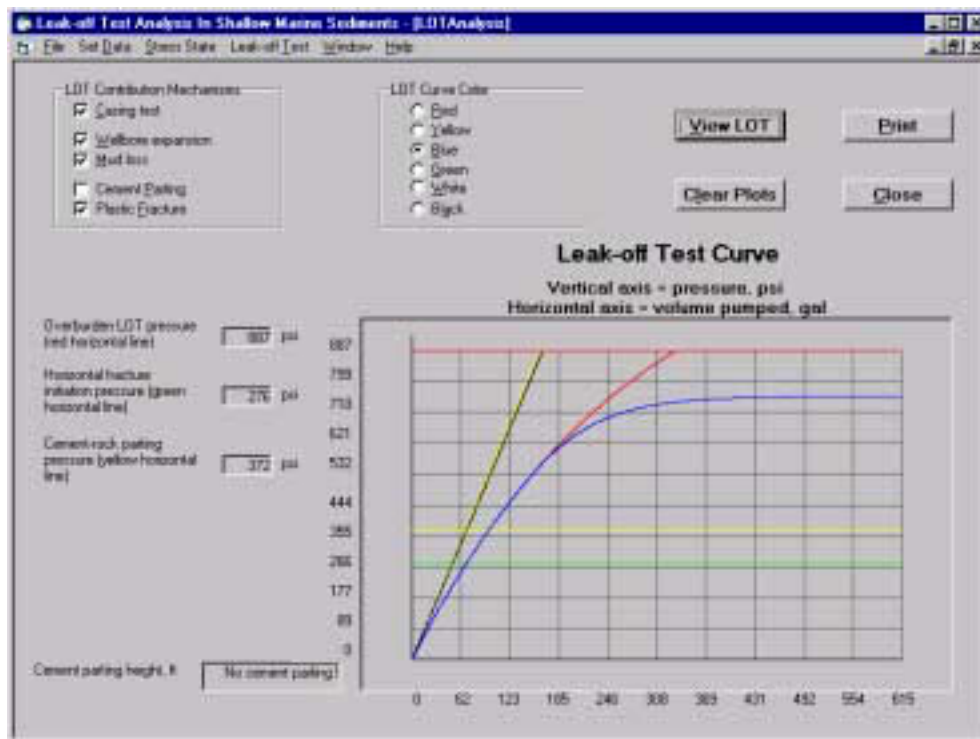 Leak-off Test Analysis In Shallow Marine Sediments - [LOTAnalysis]
File Set Data Stress State Leak-off Test Window Help
LOT Contribution Mechanisms
Casing test
Wellbore expansion
Mud loss
Cement Parting
Plastic Fracture
LOT Curve Color
Red
Yellow
Blue
Green
White
Black
View LOT
Print
Clear Plots
Close
Leak-off Test Curve
Vertical axis = pressure, psi
Horizontal axis = volume pumped, gal
Overburden LOT pressure
(red horizontal line)
887 psi
Horizontal fracture
initiation pressure (green
horizontal line)
276 psi
Cement-rock parting
pressure (yellow horizontal
line)
372 psi
887
799
710
621
532
444
355
266
177
89
0
Cement parting height, ft
No cement parting!
0 62 123 185 246 308 369 431 492 554 615